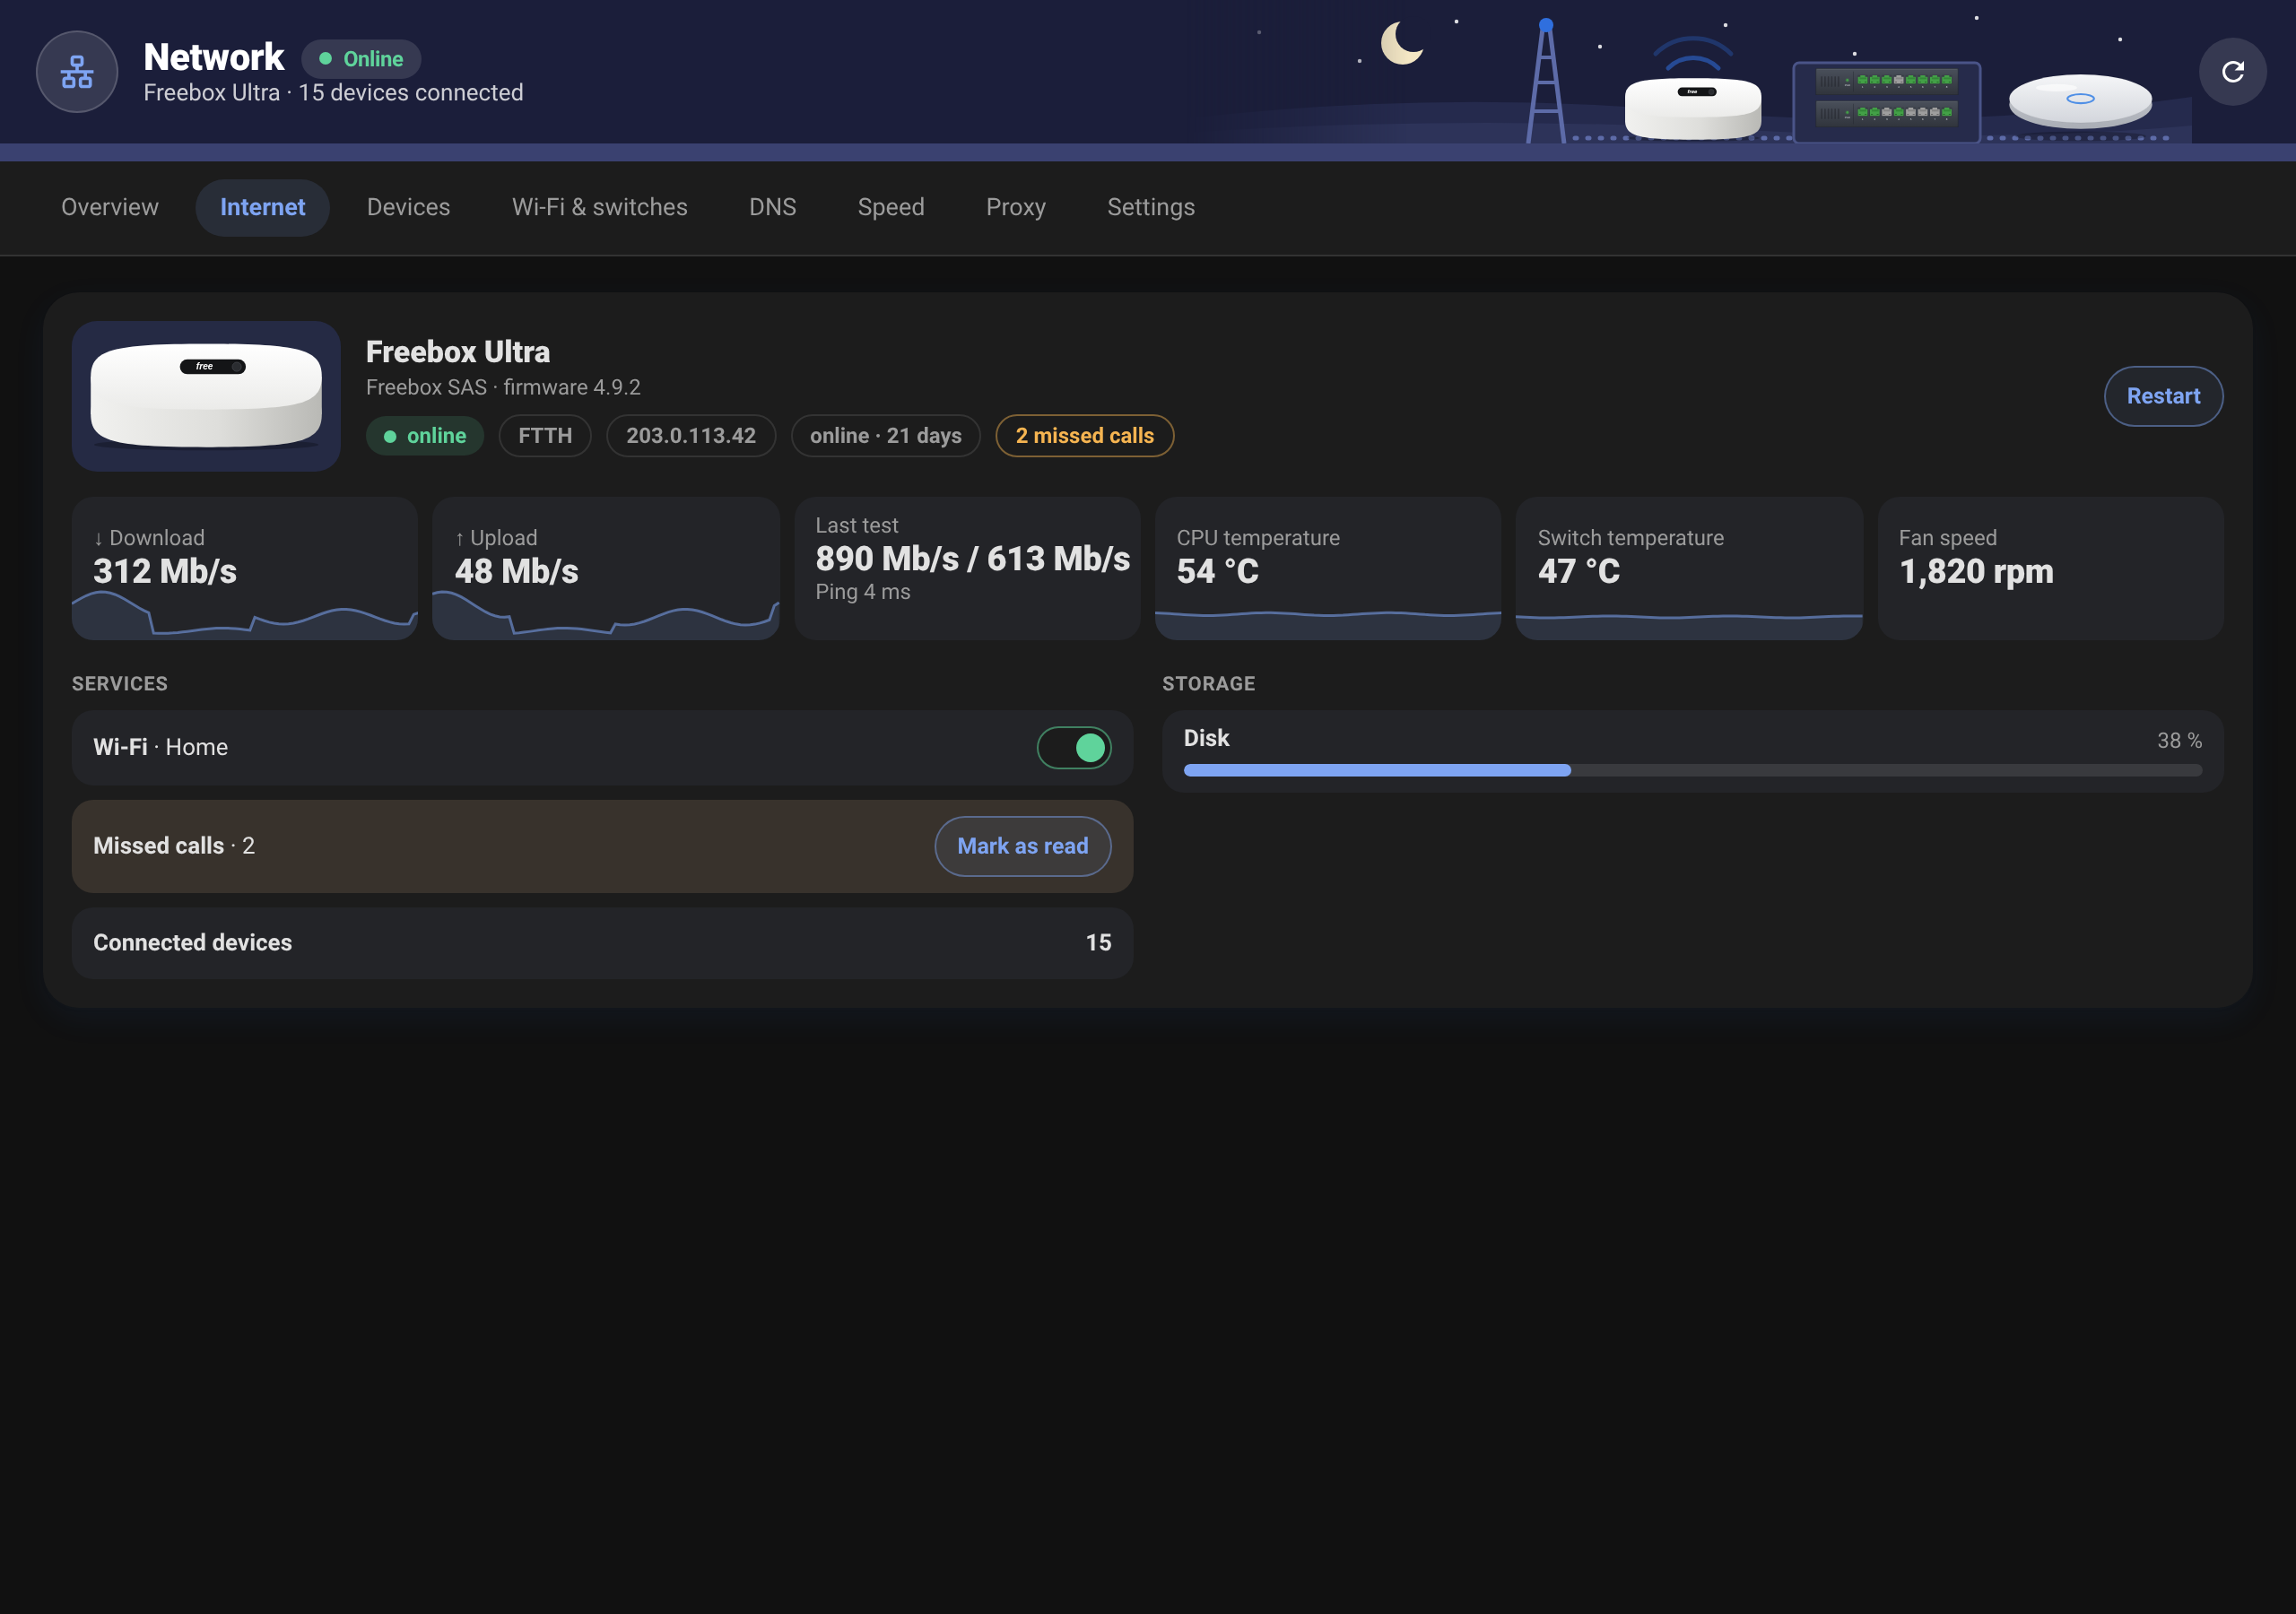 Network
Online
Freebox Ultra · 15 devices connected
free
Overview
Internet
Devices
Wi-Fi & switches
DNS
Speed
Proxy
Settings
free
Freebox Ultra
Freebox SAS · firmware 4.9.2
online
FTTH
203.0.113.42
online · 21 days
2 missed calls
Restart
↓ Download
312 Mb/s
↑ Upload
48 Mb/s
Last test
890 Mb/s / 613 Mb/s
Ping 4 ms
CPU temperature
54 °C
Switch temperature
47 °C
Fan speed
1,820 rpm
SERVICES
Wi-Fi · Home
Missed calls · 2
Mark as read
Connected devices
15
STORAGE
Disk
38 %